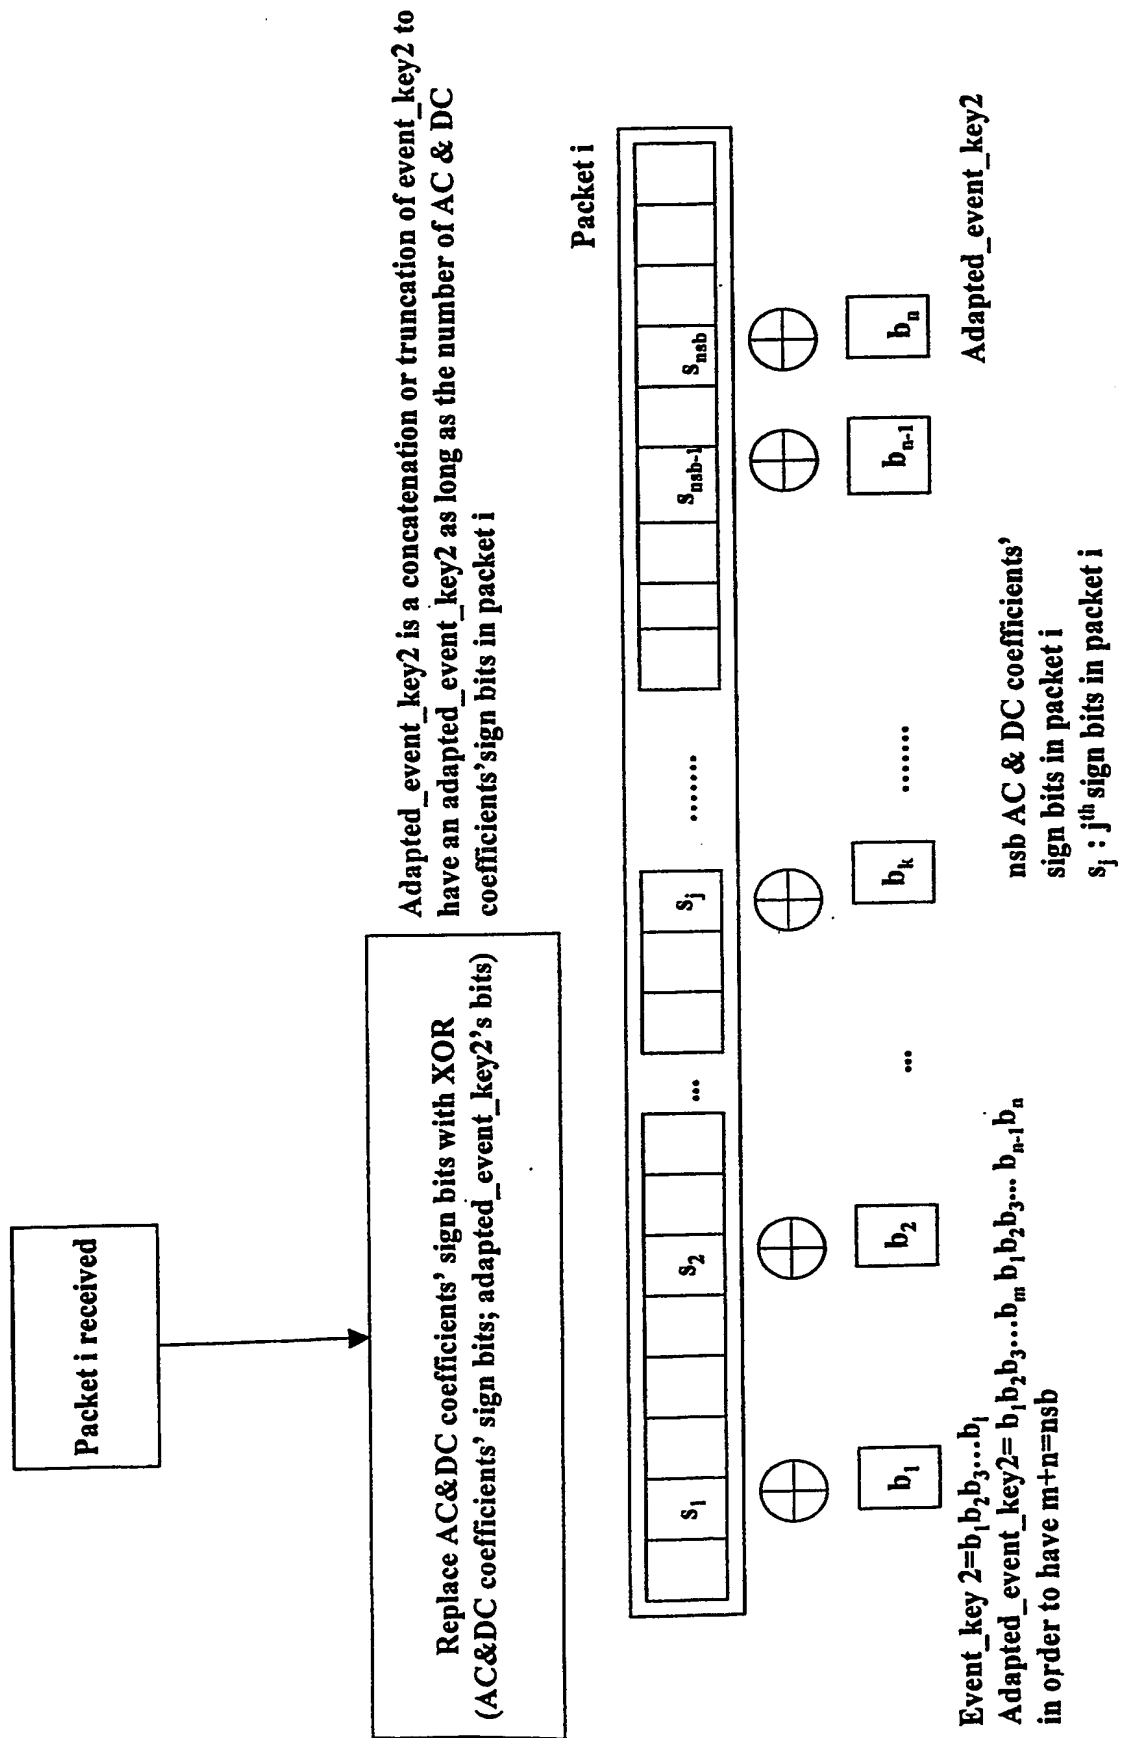 Packet i received
Replace AC&DC coefficients' sign bits with XOR
(AC&DC coefficients' sign bits; adapted_event_key2's bits)
Adapted_event_key2 is a concatenation or truncation of event_key2 to
have an adapted_event_key2 as long as the number of AC & DC
coefficients'sign bits in packet i
Packet i
s₁ s₂ ... sⱼ ....... sₙₛb₋₁ sₙₛb
b₁ b₂ ... bₖ ....... bₙ₋₁ bₙ
Adapted_event_key2
Event_key 2=b₁b₂b₃...bₗ
Adapted_event_key2= b₁b₂b₃...bₘ b₁b₂b₃... bₙ₋₁bₙ
in order to have m+n=nsb
nsb AC & DC coefficients'
sign bits in packet i
sⱼ : jᵗʰ sign bits in packet i